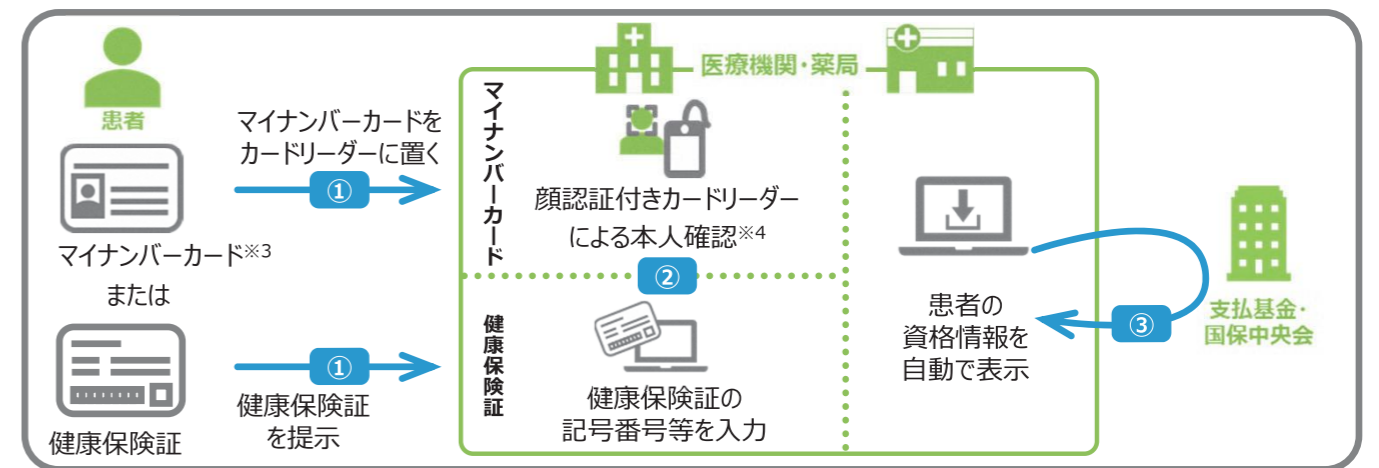 患者
マイナンバーカード※3
または
健康保険証
マイナンバーカードを
カードリーダーに置く
①
①
健康保険証
を提示
医療機関・薬局
マイナンバーカード
顔認証付きカードリーダー
による本人確認※4
②
健康保険証
健康保険証の
記号番号等を入力
患者の
資格情報を
自動で表示
③
支払基金・
国保中央会